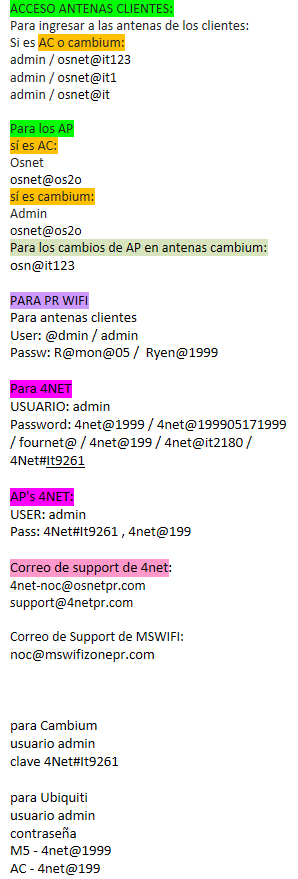 ACCESO ANTENAS CLIENTES:
Para ingresar a las antenas de los clientes:
Si es AC o cambium:
admin / osnet@it123
admin / osnet@it1
admin / osnet@it
Para los AP
sí es AC:
Osnet
osnet@os2o
sí es cambium:
Admin
osnet@os2o
Para los cambios de AP en antenas cambium:
osn@it123
PARA PR WIFI
Para antenas clientes
User: @dmin / admin
Passw: R@mon@05 /  Ryen@1999
Para 4NET
USUARIO: admin
Password: 4net@1999 / 4net@199905171999
/ fournet@ / 4net@199 / 4net@it2180 /
4Net#It9261
AP's 4NET:
USER: admin
Pass: 4Net#It9261 , 4net@199
Correo de support de 4net:
4net-noc@osnetpr.com
support@4netpr.com
Correo de Support de MSWIFI:
noc@mswifizonepr.com
para Cambium
usuario admin
clave 4Net#It9261
para Ubiquiti
usuario admin
contraseña
M5 - 4net@1999
AC - 4net@199